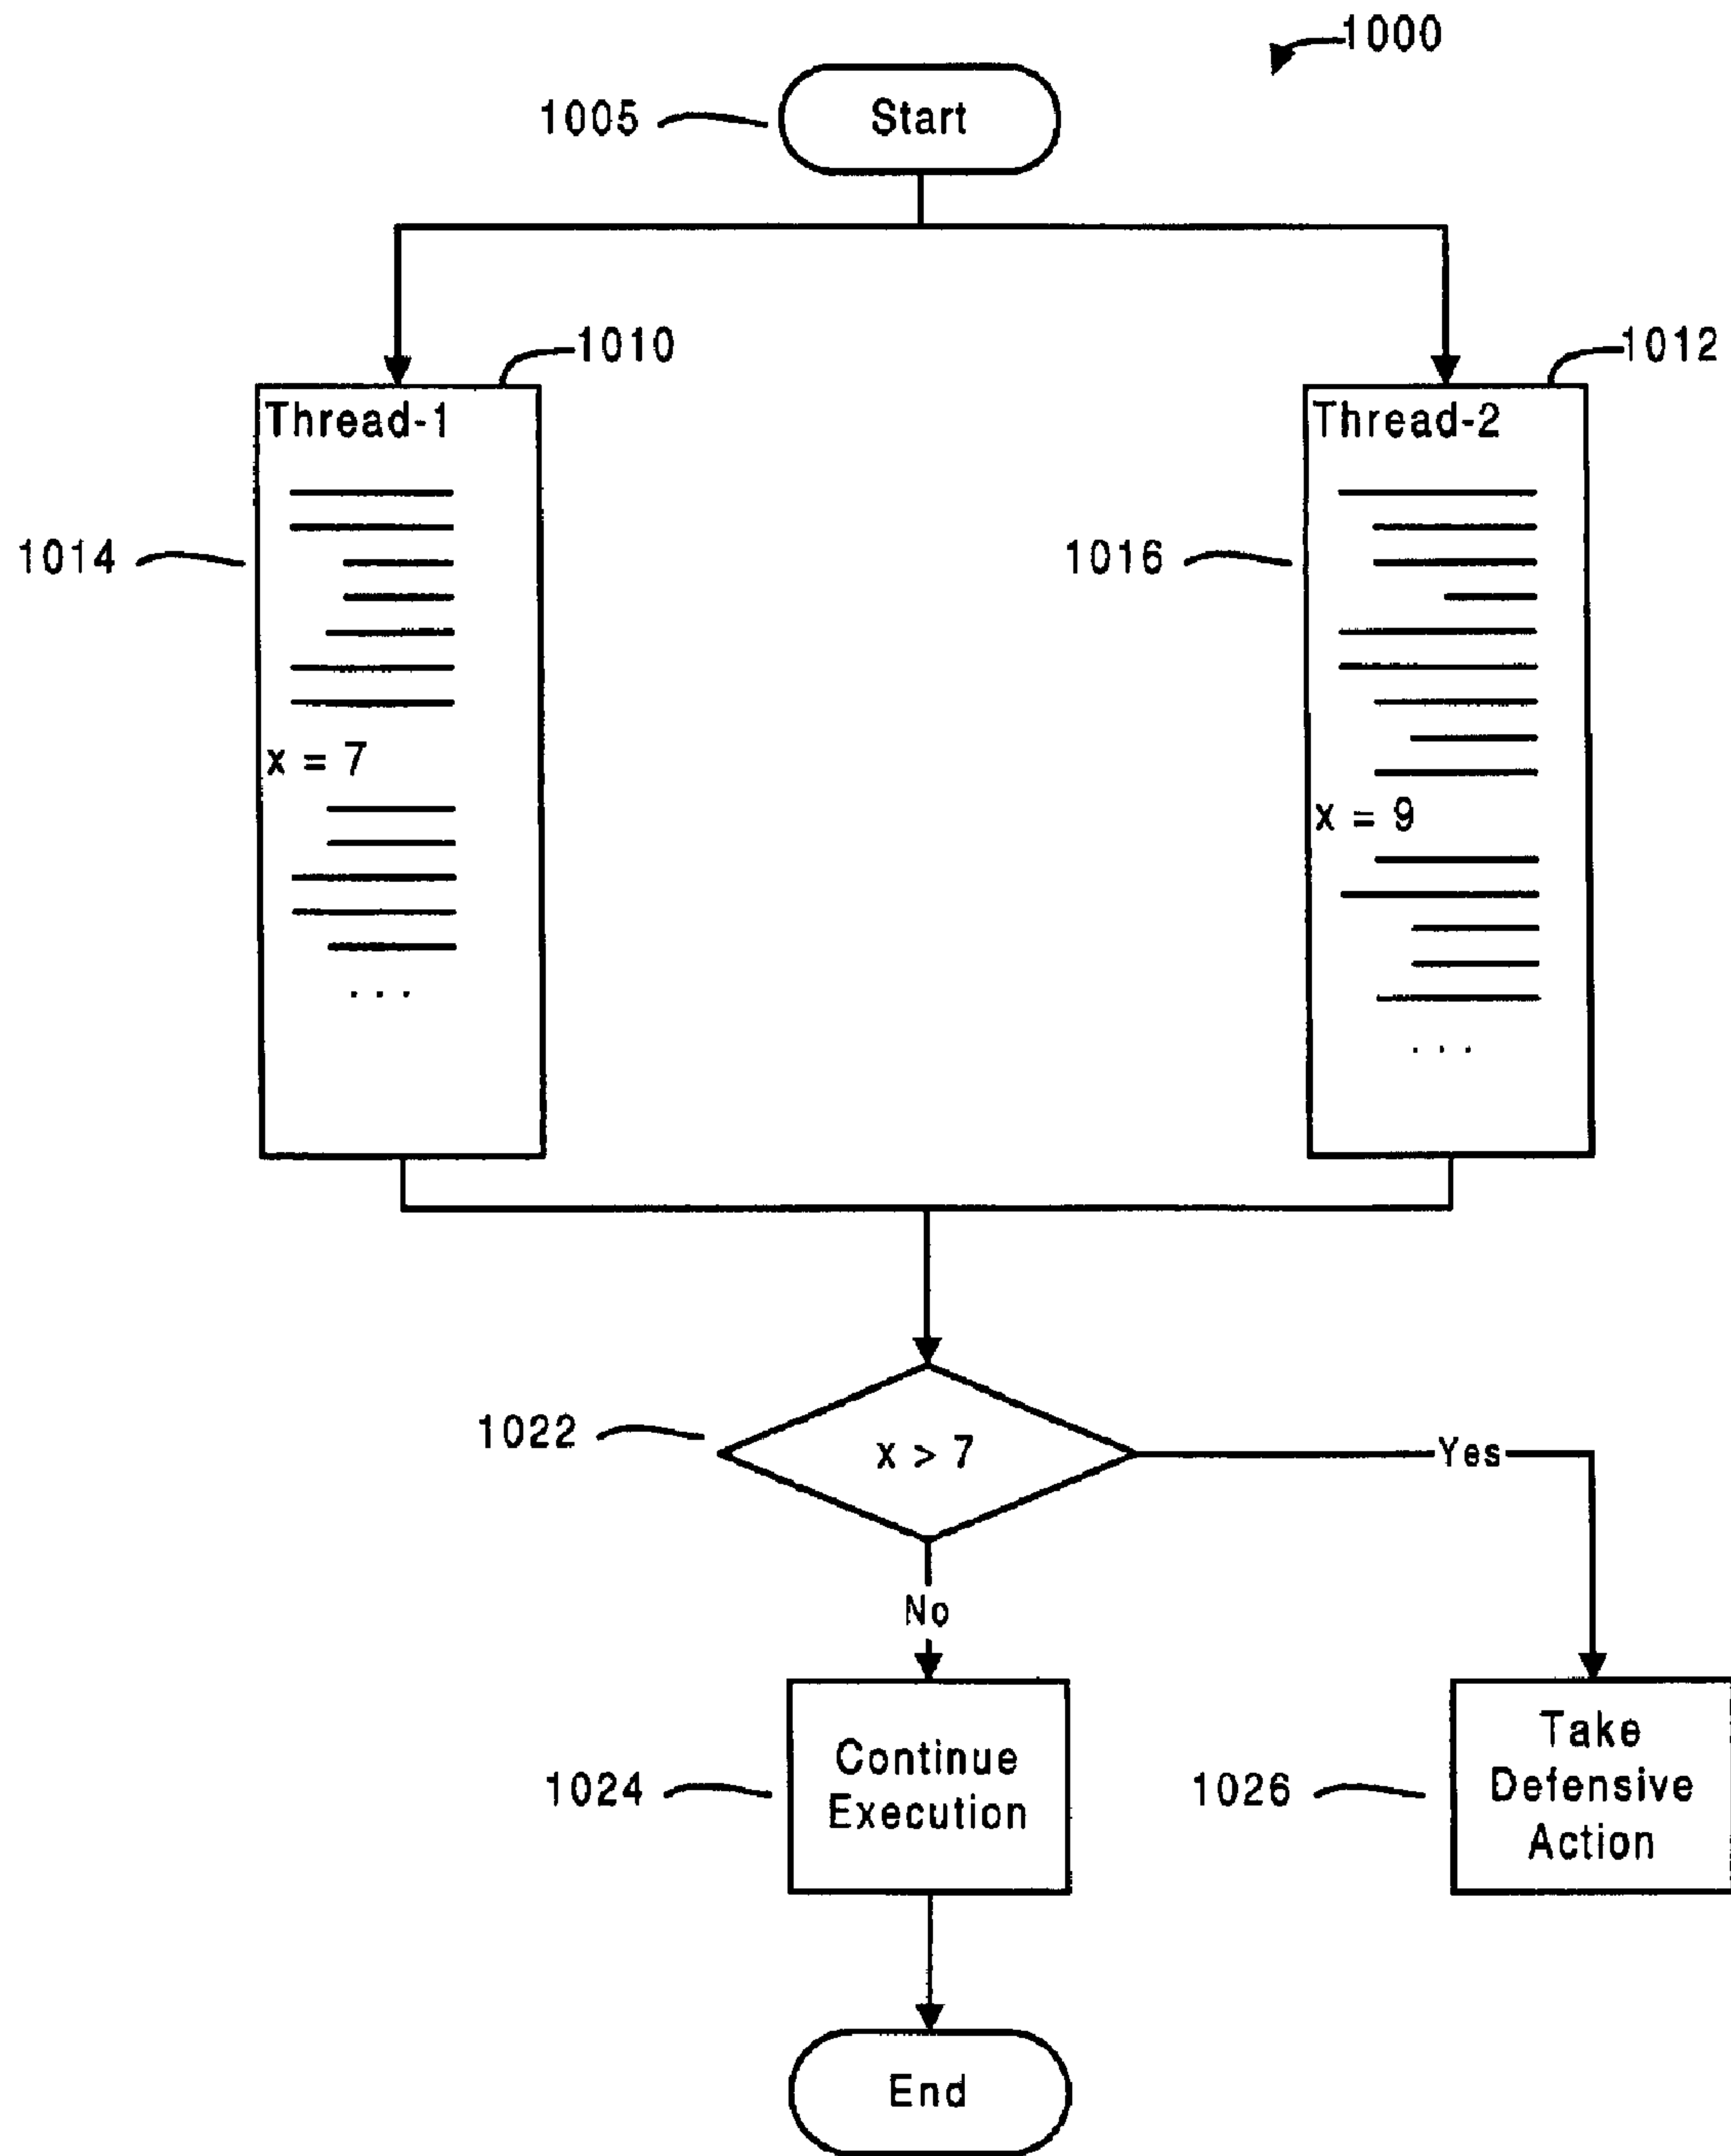 1000
1005
Start
1010
1012
Thread-1
Thread-2
1014
1016
x = 7
x = 9
. . .
. . .
1022
x > 7
Yes
No
1024
Continue
Execution
1026
Take
Defensive
Action
End